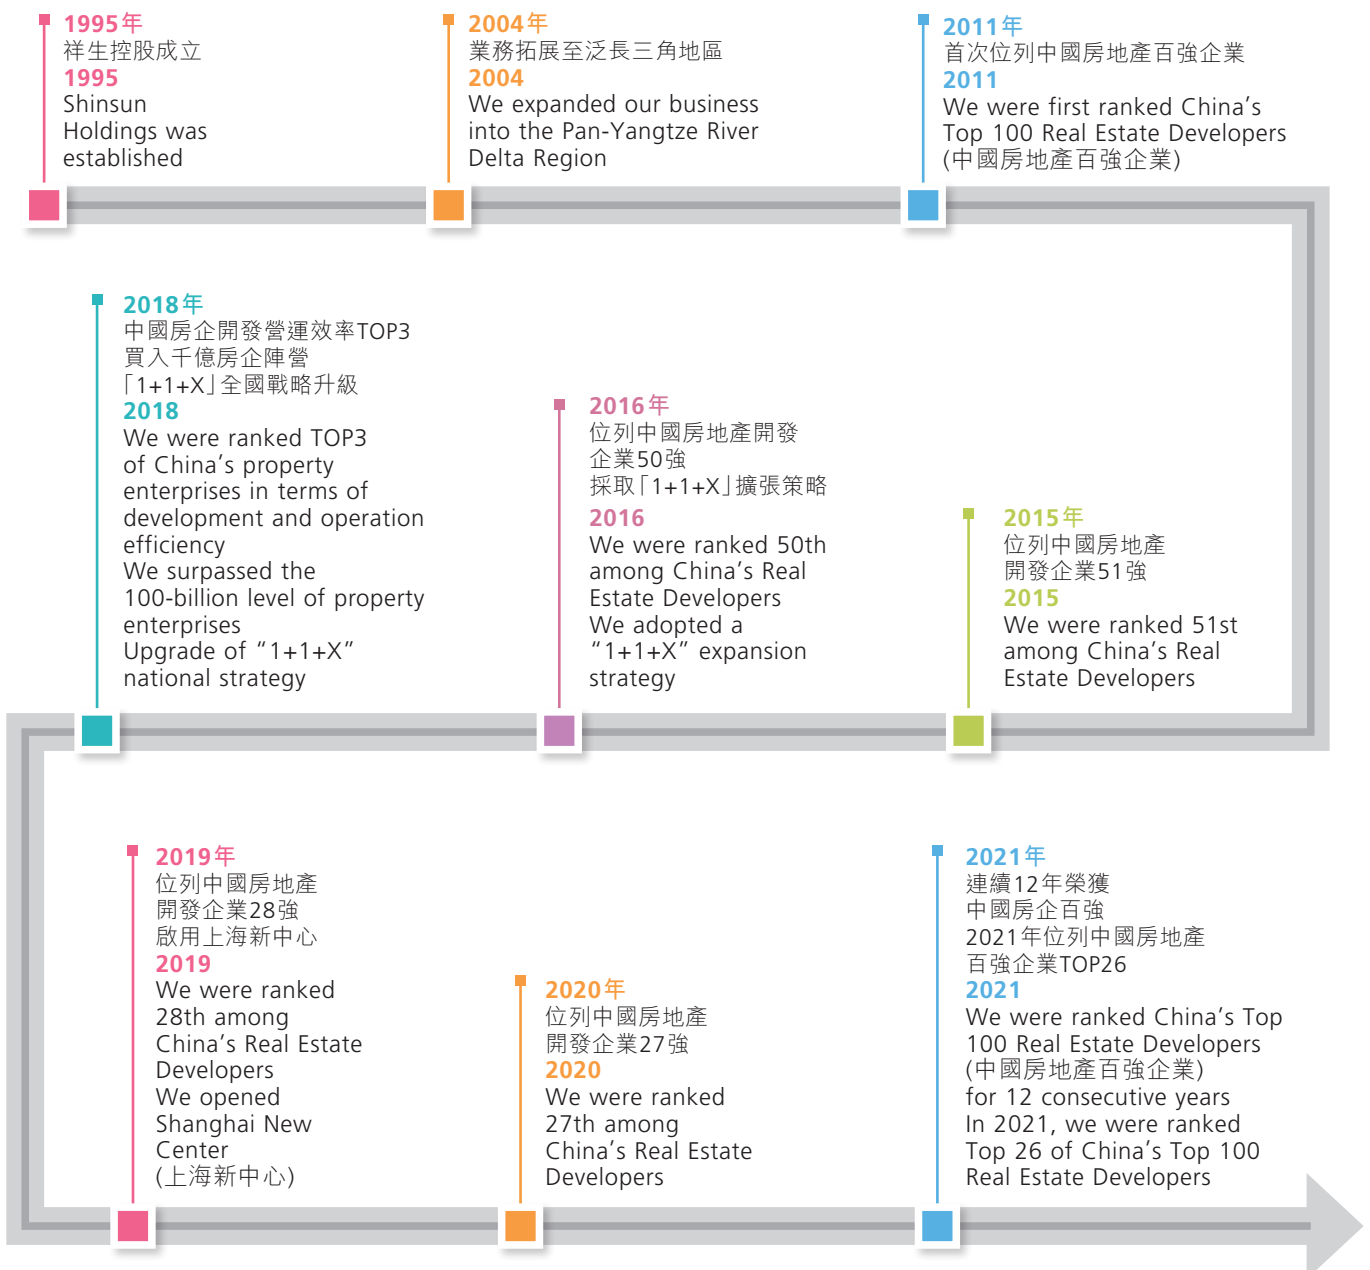 1995年
祥生控股成立
1995
Shinsun
Holdings was
established
2004年
業務拓展至泛長三角地區
2004
We expanded our business
into the Pan-Yangtze River
Delta Region
2011年
首次位列中國房地產百強企業
2011
We were first ranked China’s
Top 100 Real Estate Developers
(中國房地產百強企業)
2015年
位列中國房地產
開發企業51強
2015
We were ranked 51st
among China’s Real
Estate Developers
2016年
位列中國房地產開發
企業50強
採取「1+1+X」擴張策略
2016
We were ranked 50th
among China’s Real
Estate Developers
We adopted a
“1+1+X” expansion
strategy
2018年
中國房企開發營運效率TOP3
買入千億房企陣營
「1+1+X」全國戰略升級
2018
We were ranked TOP3
of China’s property
enterprises in terms of
development and operation
efficiency
We surpassed the
100-billion level of property
enterprises
Upgrade of “1+1+X”
national strategy
2019年
位列中國房地產
開發企業28強
啟用上海新中心
2019
We were ranked
28th among
China’s Real Estate
Developers
We opened
Shanghai New
Center
(上海新中心)
2020年
位列中國房地產
開發企業27強
2020
We were ranked
27th among
China’s Real Estate
Developers
2021年
連續12年榮獲
中國房企百強
2021年位列中國房地產
百強企業TOP26
2021
We were ranked China’s Top
100 Real Estate Developers
(中國房地產百強企業)
for 12 consecutive years
In 2021, we were ranked
Top 26 of China’s Top 100
Real Estate Developers